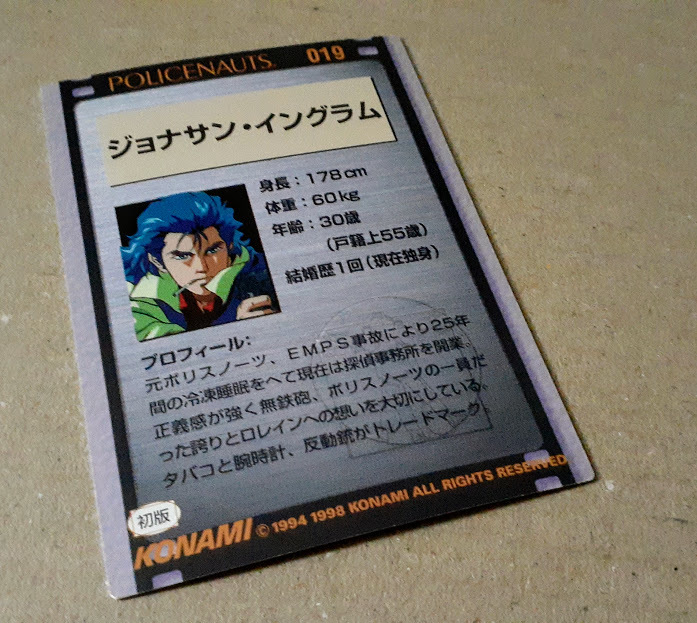 POLICENAUTS.
019
ジョナサン・イングラム
身長：178cm
体重：60kg
年齢：30歳
（戸籍上55歳）
結婚歴1回（現在独身）
プロフィール：
元ポリスノーツ、EMPS事故により25年
間の冷凍睡眠をへて現在は探偵事務所を開業。
正義感が強く無鉄砲、ポリスノーツの一員だ
った誇りとロレインへの想いを大切にしている。
タバコと腕時計、反動銃がトレードマーク。
初版
KONAMI © 1994 1998 KONAMI ALL RIGHTS RESERVED